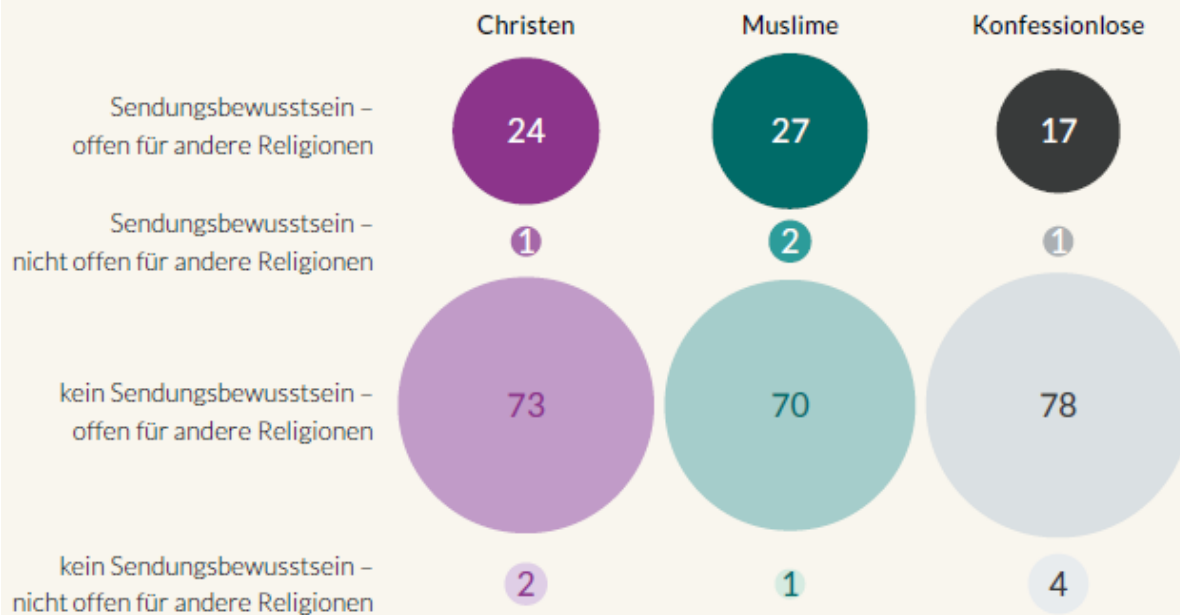 Christen Muslime Konfessionlose
Sendungsbewusstsein –
offen für andere Religionen
24 27 17
Sendungsbewusstsein –
nicht offen für andere Religionen
1 2 1
kein Sendungsbewusstsein –
offen für andere Religionen
73 70 78
kein Sendungsbewusstsein –
nicht offen für andere Religionen
2 1 4